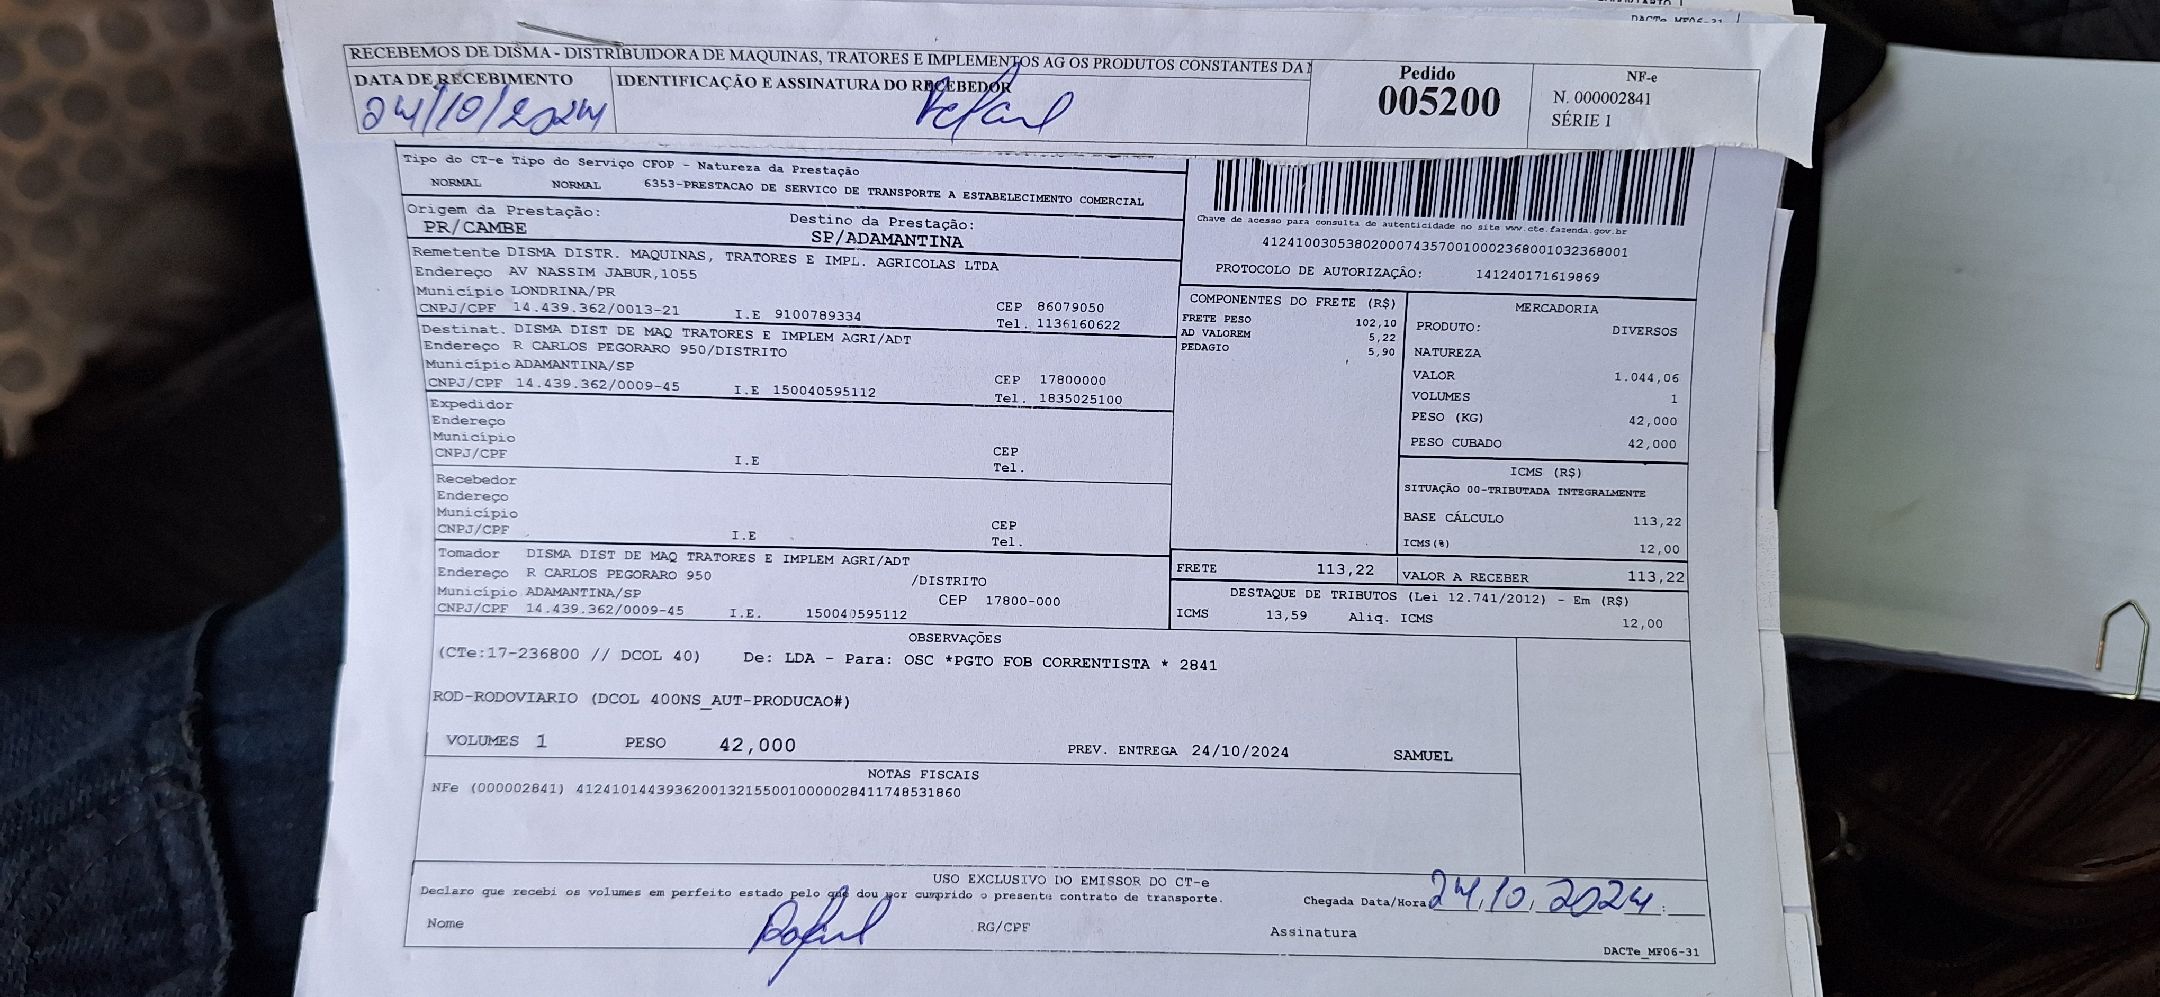 DACTe_MF06-31
RECEBEMOS DE DISMA - DISTRIBUIDORA DE MAQUINAS, TRATORES E IMPLEMENTOS AG OS PRODUTOS CONSTANTES DA
DATA DE RECEBIMENTO IDENTIFICAÇÃO E ASSINATURA DO RECEBEDOR
24/10/2024 Rafael
Pedido
005200
NF-e
N. 000002841
SÉRIE 1
Tipo do CT-e Tipo do Serviço CFOP - Natureza da Prestação
NORMAL NORMAL 6353-PRESTACAO DE SERVICO DE TRANSPORTE A ESTABELECIMENTO COMERCIAL
Origem da Prestação: Destino da Prestação:
PR/CAMBE SP/ADAMANTINA
Chave de acesso para consulta de autenticidade no site www.cte.fazenda.gov.br
41241003053802000743570010002368001032368001
PROTOCOLO DE AUTORIZAÇÃO: 141240171619869
Remetente DISMA DISTR. MAQUINAS, TRATORES E IMPL. AGRICOLAS LTDA
Endereço AV NASSIM JABUR,1055
Município LONDRINA/PR CEP 86079050
CNPJ/CPF 14.439.362/0013-21 I.E 9100789334 Tel. 1136160622
Destinat. DISMA DIST DE MAQ TRATORES E IMPLEM AGRI/ADT
Endereço R CARLOS PEGORARO 950/DISTRITO
Município ADAMANTINA/SP CEP 17800000
CNPJ/CPF 14.439.362/0009-45 I.E 150040595112 Tel. 1835025100
Expedidor
Endereço
Município CEP
CNPJ/CPF I.E Tel.
Recebedor
Endereço
Município CEP
CNPJ/CPF I.E Tel.
Tomador DISMA DIST DE MAQ TRATORES E IMPLEM AGRI/ADT
Endereço R CARLOS PEGORARO 950 /DISTRITO
Município ADAMANTINA/SP CEP 17800-000
CNPJ/CPF 14.439.362/0009-45 I.E. 150040595112
COMPONENTES DO FRETE (R$)
FRETE PESO 102,10
AD VALOREM 5,22
PEDAGIO 5,90
MERCADORIA
PRODUTO: DIVERSOS
NATUREZA
VALOR 1.044,06
VOLUMES 1
PESO (KG) 42,000
PESO CUBADO 42,000
ICMS (R$)
SITUAÇÃO 00-TRIBUTADA INTEGRALMENTE
BASE CÁLCULO 113,22
ICMS(%) 12,00
FRETE 113,22 VALOR A RECEBER 113,22
DESTAQUE DE TRIBUTOS (Lei 12.741/2012) - Em (R$)
ICMS 13,59 Aliq. ICMS 12,00
OBSERVAÇÕES
(CTe:17-236800 // DCOL 40) De: LDA - Para: OSC *PGTO FOB CORRENTISTA * 2841
ROD-RODOVIARIO (DCOL 400NS_AUT-PRODUCAO#)
VOLUMES 1 PESO 42,000 PREV. ENTREGA 24/10/2024 SAMUEL
NOTAS FISCAIS
NFe (000002841) 41241014439362001321550010000028411748531860
USO EXCLUSIVO DO EMISSOR DO CT-e
Declaro que recebi os volumes em perfeito estado pelo que dou por cumprido o presente contrato de transporte. Chegada Data/Hora 24,10,2024 :
Nome Rafael RG/CPF Assinatura
DACTe_MF06-31